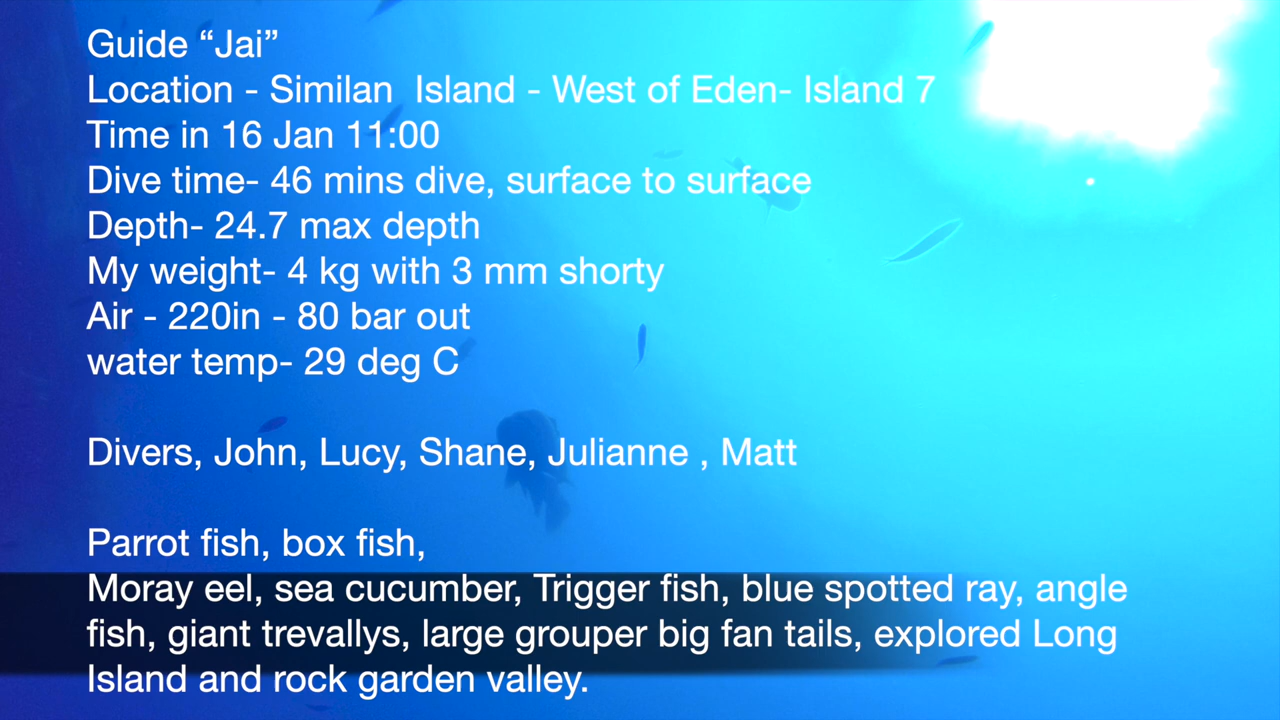 Guide “Jai”
Location - Similan  Island - West of Eden- Island 7
Time in 16 Jan 11:00
Dive time- 46 mins dive, surface to surface
Depth- 24.7 max depth
My weight- 4 kg with 3 mm shorty
Air - 220in - 80 bar out
water temp- 29 deg C
Divers, John, Lucy, Shane, Julianne , Matt
Parrot fish, box fish,
Moray eel, sea cucumber, Trigger fish, blue spotted ray, angle
fish, giant trevallys, large grouper big fan tails, explored Long
Island and rock garden valley.